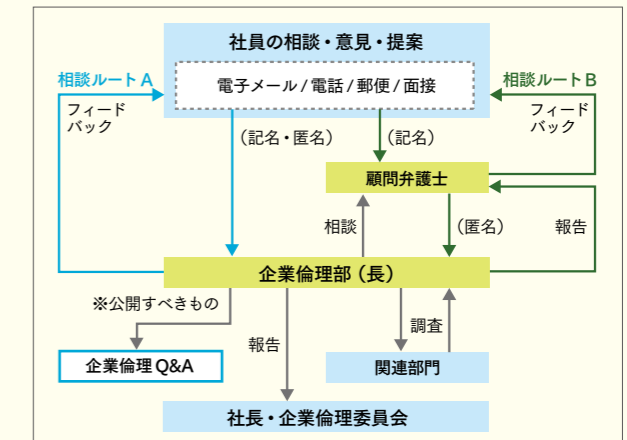 社員の相談・意見・提案
相談ルートA
電子メール/電話/郵便/面接
相談ルートB
フィード
バック
フィード
バック
(記名・匿名)
(記名)
顧問弁護士
相談
(匿名)
報告
企業倫理部(長)
※公開すべきもの
報告
調査
企業倫理Q&A
関連部門
社長・企業倫理委員会